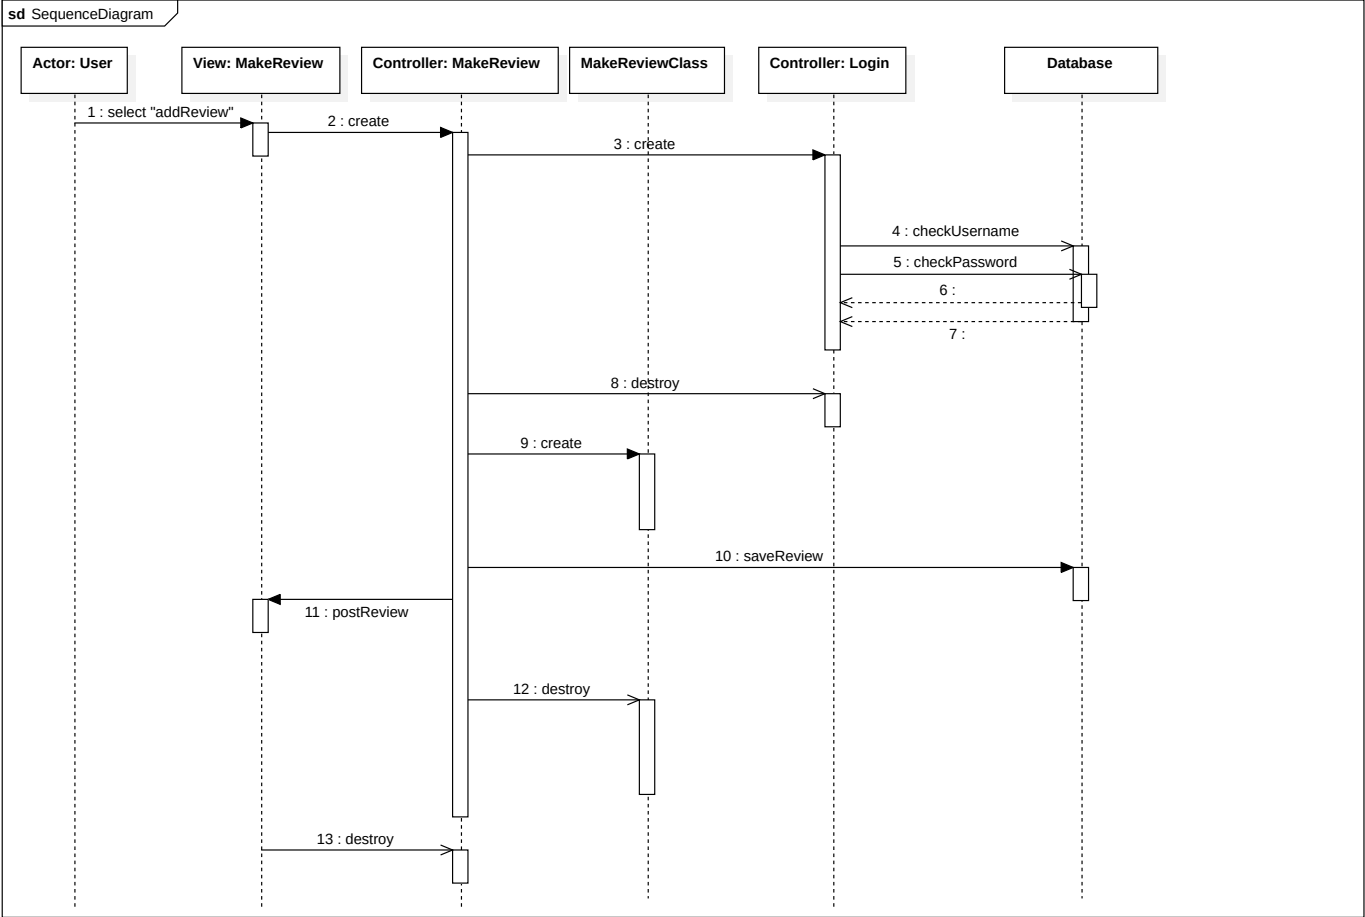 sd SequenceDiagram
Actor: User
View: MakeReview
Controller: MakeReview
MakeReviewClass
Controller: Login
Database
1 : select "addReview"
2 : create
3 : create
4 : checkUsername
5 : checkPassword
6 :
7 :
8 : destroy
9 : create
10 : saveReview
11 : postReview
12 : destroy
13 : destroy